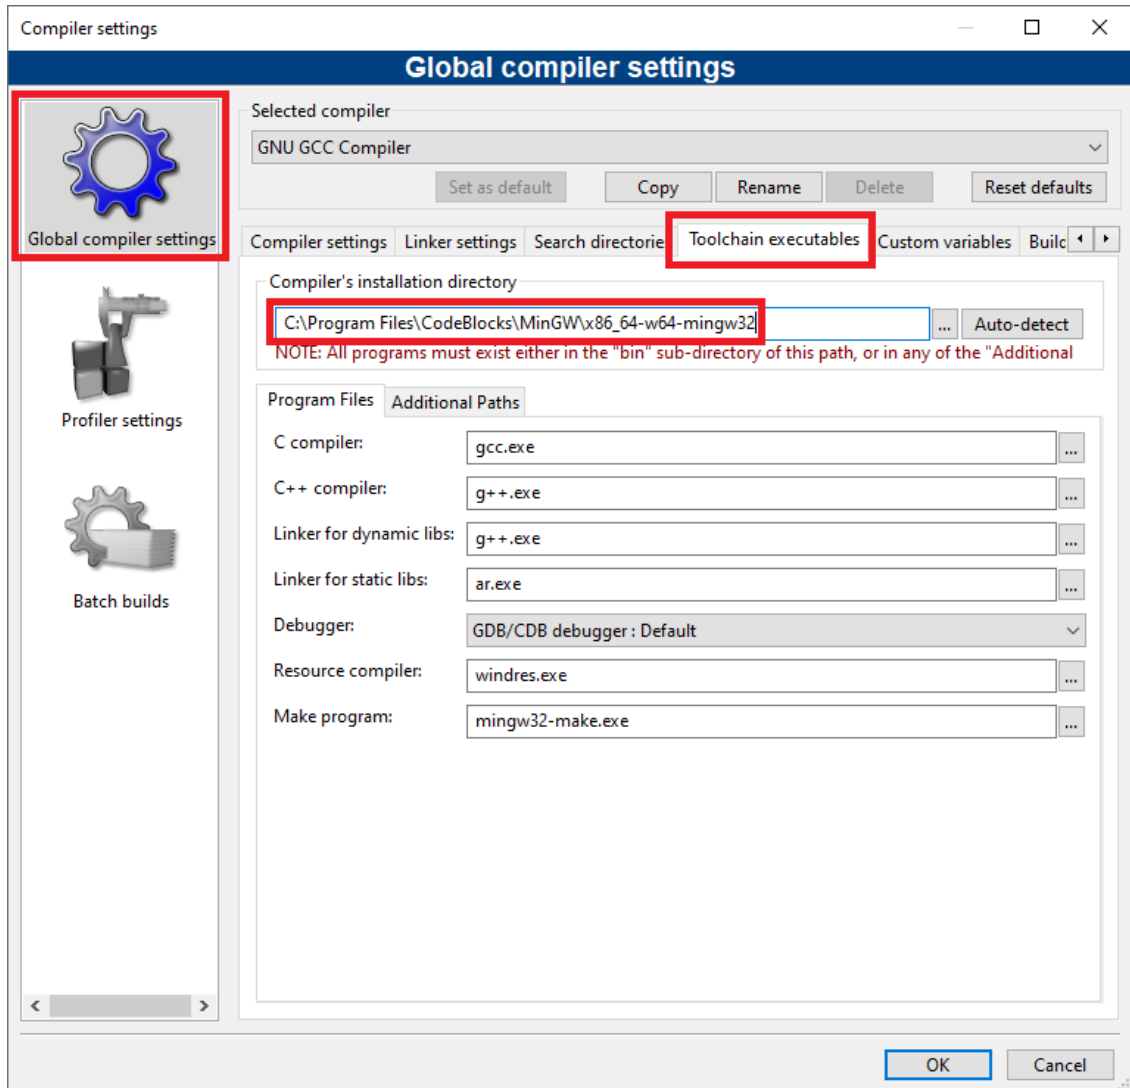 Compiler settings
Global compiler settings
Global compiler settings
Profiler settings
Batch builds
Selected compiler
GNU GCC Compiler
Set as default Copy Rename Delete Reset defaults
Compiler settings Linker settings Search directories Toolchain executables Custom variables Builc
Compiler's installation directory
C:\Program Files\CodeBlocks\MinGW\x86_64-w64-mingw32 ... Auto-detect
NOTE: All programs must exist either in the "bin" sub-directory of this path, or in any of the "Additional
Program Files Additional Paths
C compiler: gcc.exe ...
C++ compiler: g++.exe ...
Linker for dynamic libs: g++.exe ...
Linker for static libs: ar.exe ...
Debugger: GDB/CDB debugger : Default
Resource compiler: windres.exe ...
Make program: mingw32-make.exe ...
OK Cancel